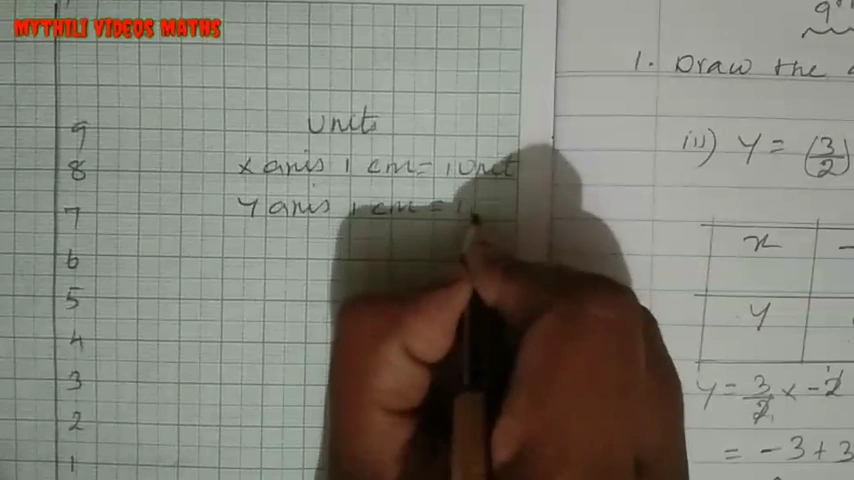 MYTHILI VIDEOS MATHS
9
8
7
6
5
4
3
2
1
Units
x axis 1 cm = 1 unit
y axis 1 cm = 1
1. Draw the
iii) y = (3/2)
x
y
y = 3/2 x -2
= -3 + 3